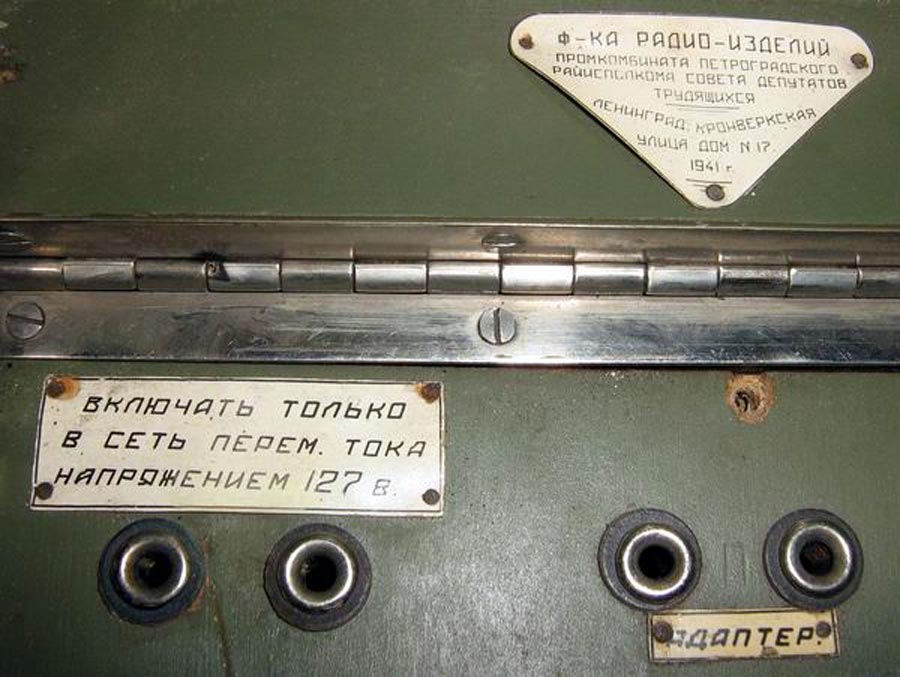 Ф-КА РАДИО-ИЗДЕЛИЙ
ПРОМКОМБИНАТА ПЕТРОГРАДСКОГО
РАЙИСПОЛКОМА СОВЕТА ДЕПУТАТОВ
ТРУДЯЩИХСЯ
ЛЕНИНГРАД; КРОНВЕРКСКАЯ
УЛИЦА ДОМ N 17.
1941 г.
ВКЛЮЧАТЬ ТОЛЬКО
В СЕТЬ ПЕРЕМ. ТОКА
НАПРЯЖЕНИЕМ 127 В.
АДАПТЕР.